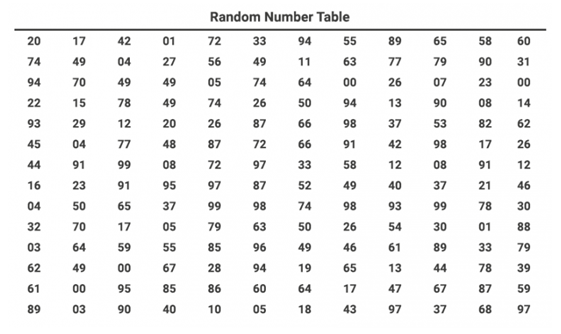 Random Number Table
20 17 42 01 72 33 94 55 89 65 58 60
74 49 04 27 56 49 11 63 77 79 90 31
94 70 49 49 05 74 64 00 26 07 23 00
22 15 78 49 74 26 50 94 13 90 08 14
93 29 12 20 26 87 66 98 37 53 82 62
45 04 77 48 87 72 66 91 42 98 17 26
44 91 99 08 72 97 33 58 12 08 91 12
16 23 91 95 97 87 52 49 40 37 21 46
04 50 65 37 99 98 74 98 93 99 78 30
32 70 17 05 79 63 50 26 54 30 01 88
03 64 59 55 85 96 49 46 61 89 33 79
62 49 00 67 28 94 19 65 13 44 78 39
61 00 95 85 86 60 64 17 47 67 87 59
89 03 90 40 10 05 18 43 97 37 68 97